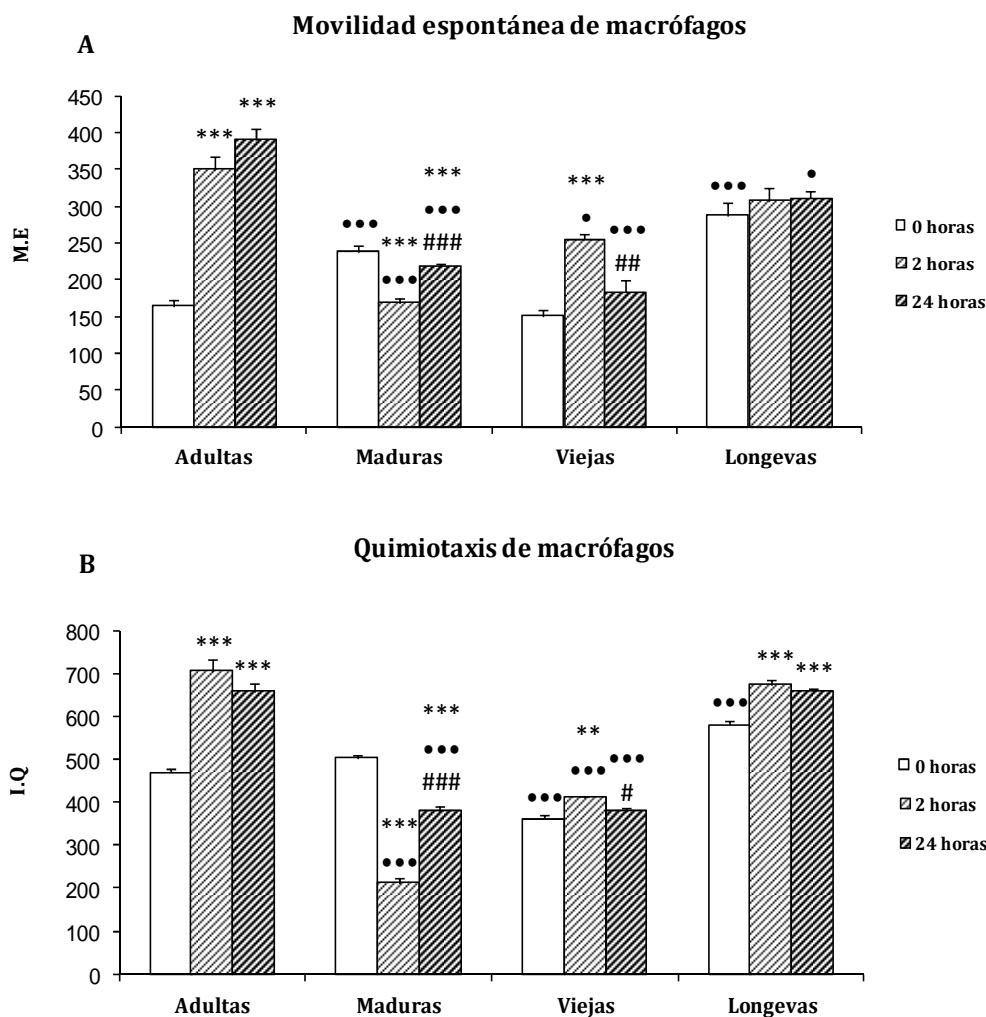 A
Movilidad espontánea de macrófagos
M.E
450
400
350
300
250
200
150
100
50
0
*** ***
●●● *** ●●● *** ●●● ###
*** ● ●●● ##
●●● ●
Adultas Maduras Viejas Longevas
0 horas
2 horas
24 horas
B
Quimiotaxis de macrófagos
I.Q
800
700
600
500
400
300
200
100
0
*** ***
*** ●●● *** ●●● ###
●●● ** ●●● ●●● #
●●● *** ***
Adultas Maduras Viejas Longevas
0 horas
2 horas
24 horas